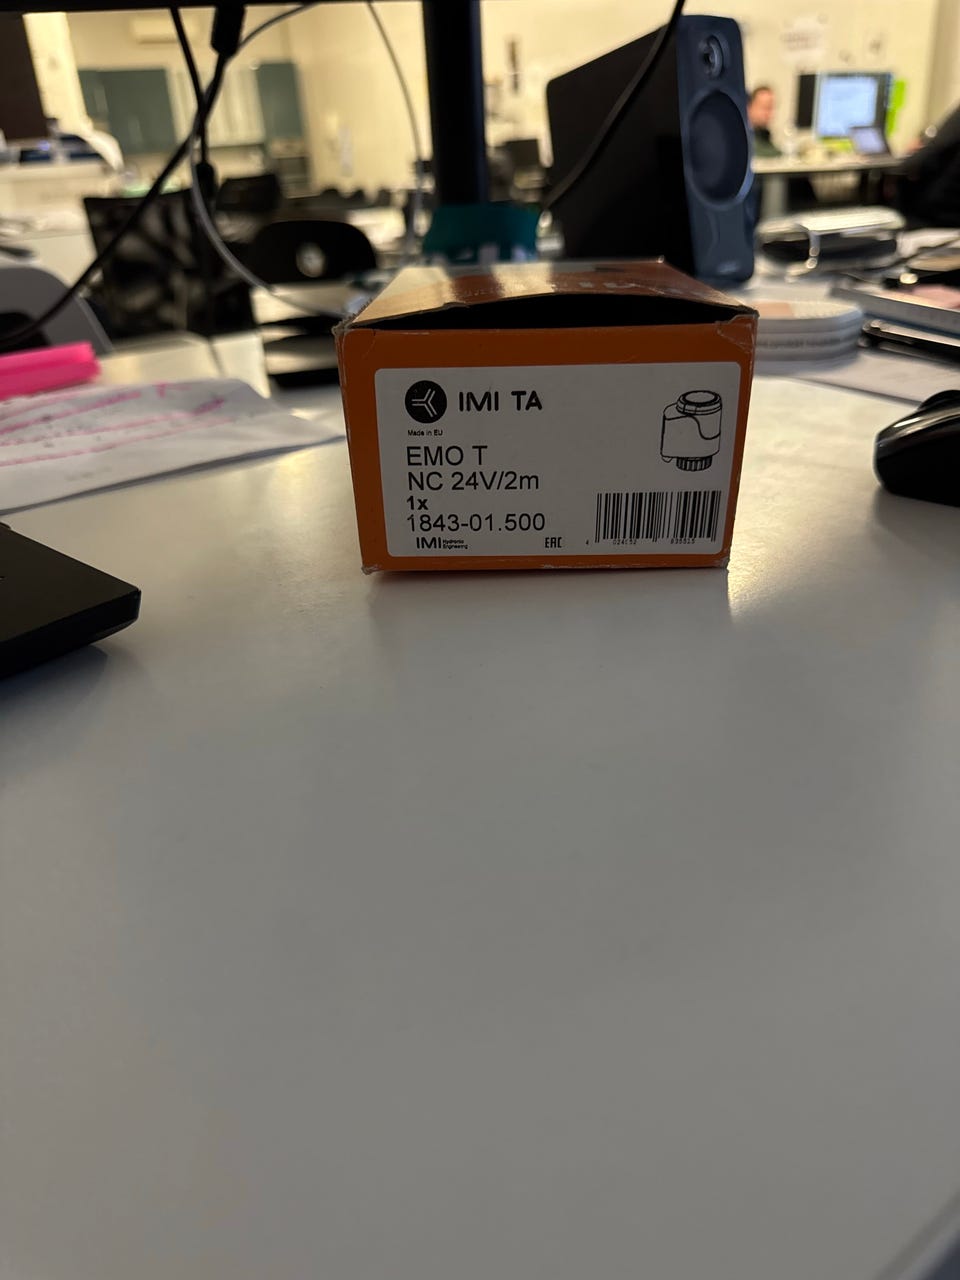 IMI TA
Made in EU
EMO T
NC 24V/2m
1x
1843-01.500
IMI Hydronic
Engineering
EAC